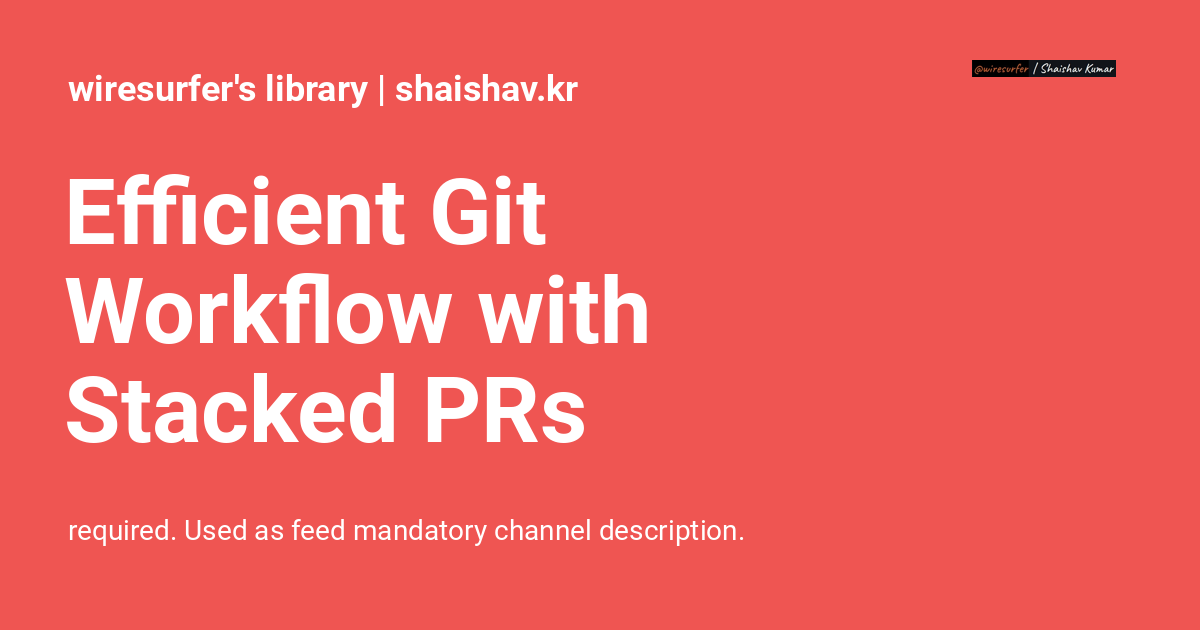 wiresurfer's library | shaishav.kr
@wiresurfer | Shaishav Kumar
Efficient Git
Workflow with
Stacked PRs
required. Used as feed mandatory channel description.